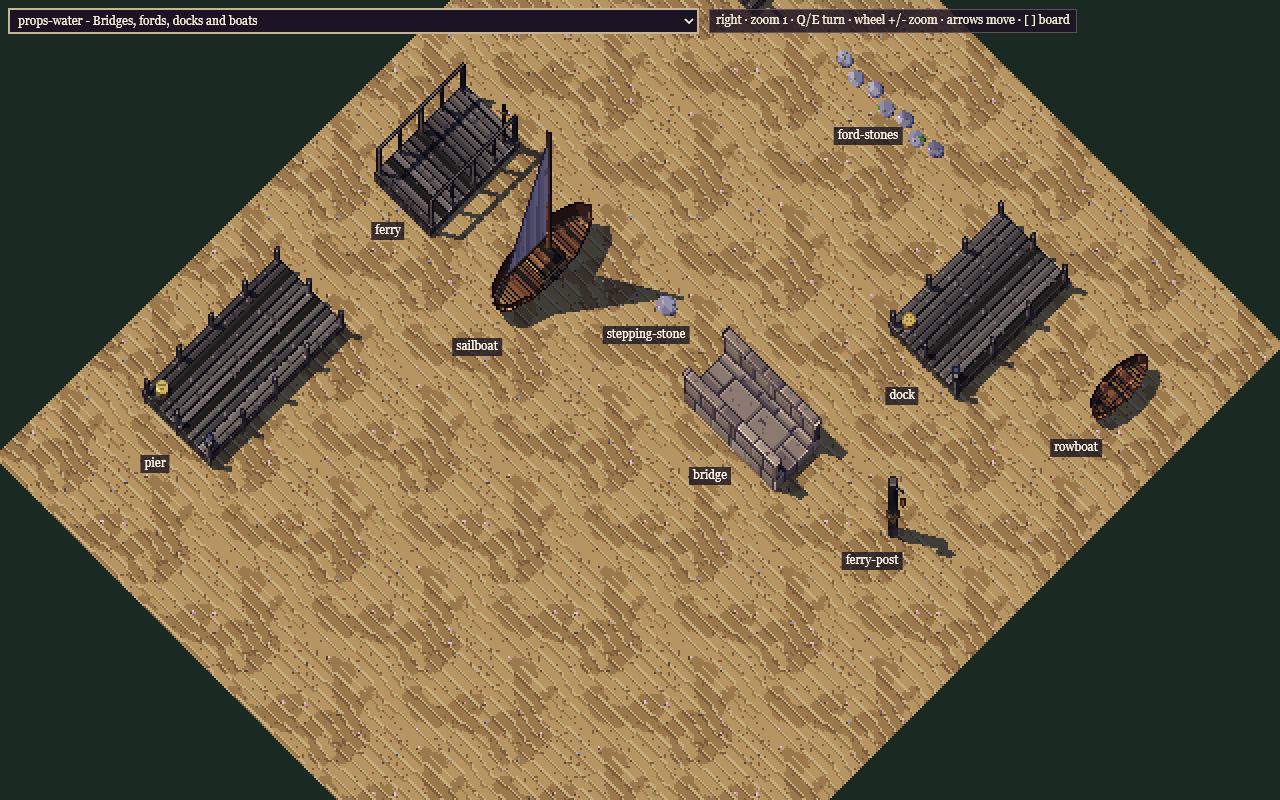 props-water - Bridges, fords, docks and boats
right · zoom 1 · Q/E turn · wheel +/- zoom · arrows move · [ ] board
ford-stones
ferry
stepping-stone
sailboat
dock
rowboat
pier
bridge
ferry-post